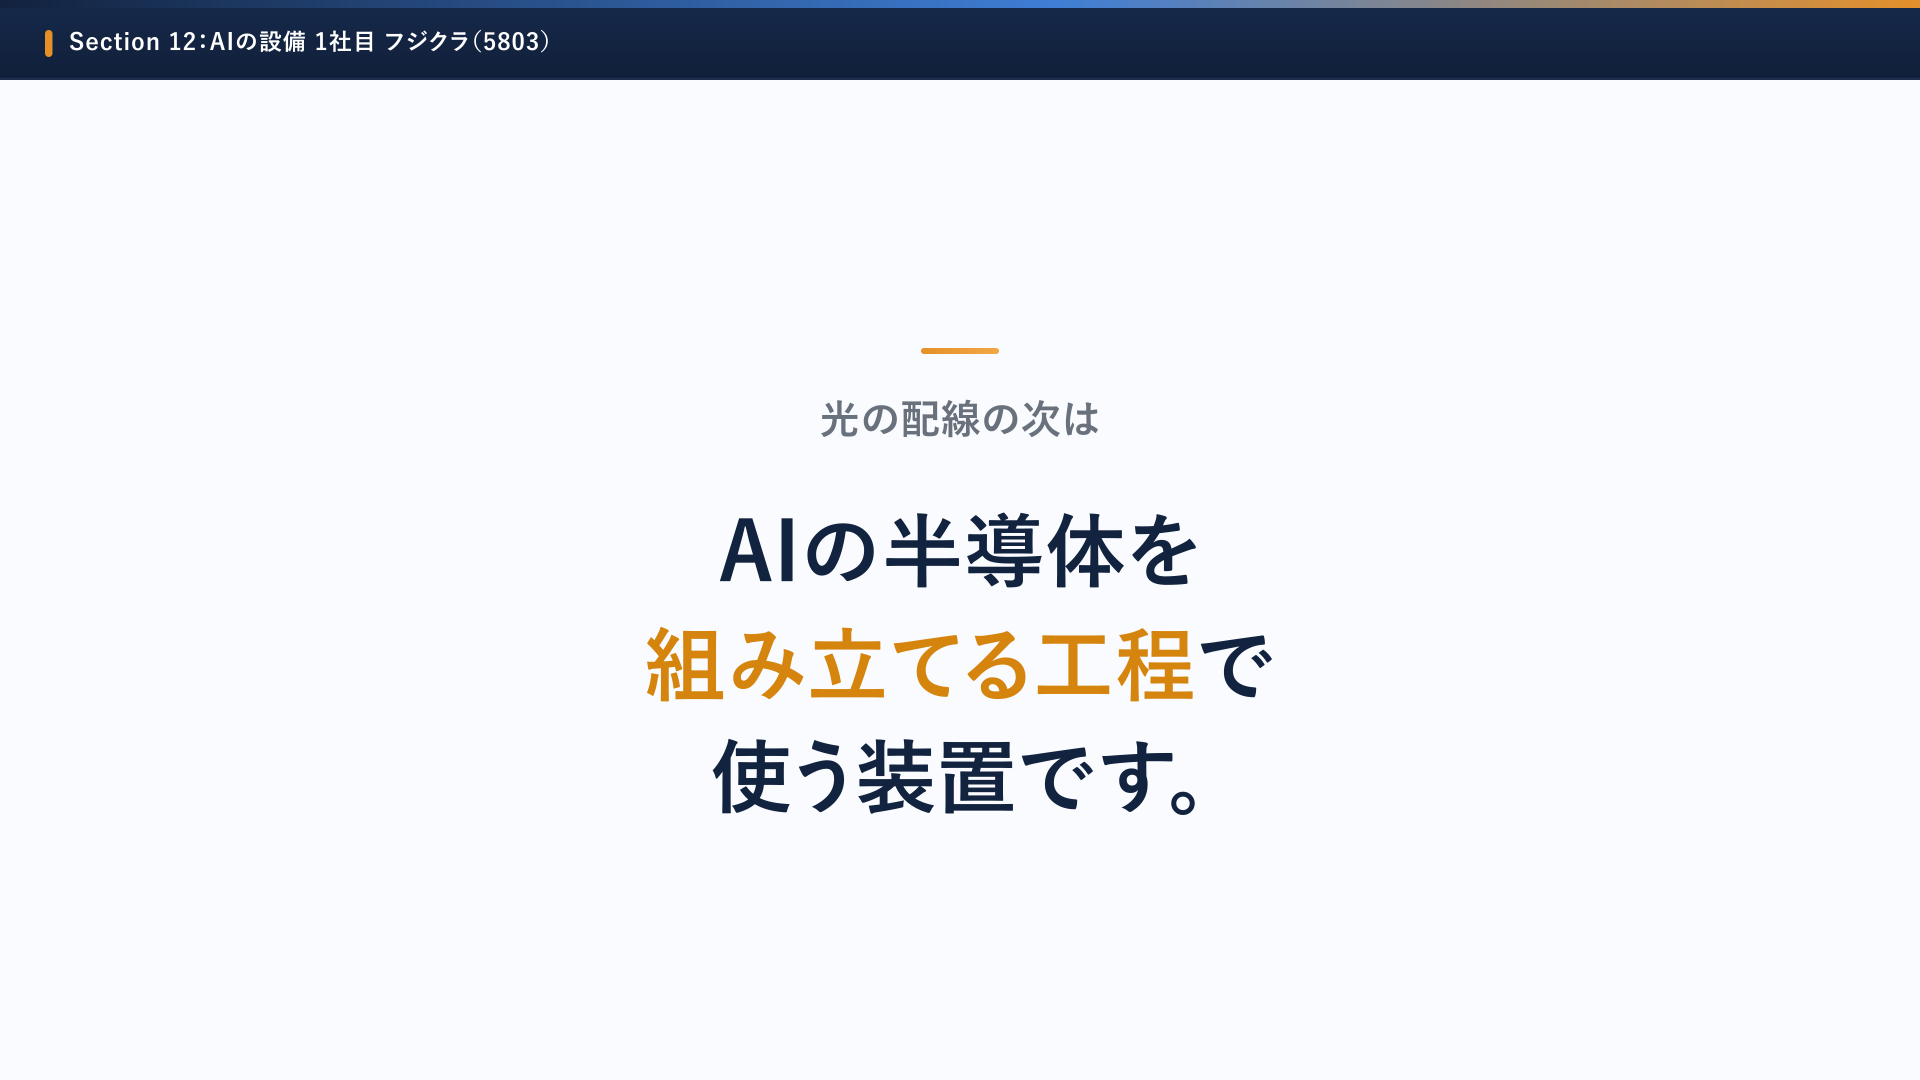 Section 12：AIの設備 1社目 フジクラ（5803）
光の配線の次は
AIの半導体を
組み立てる工程で
使う装置です。